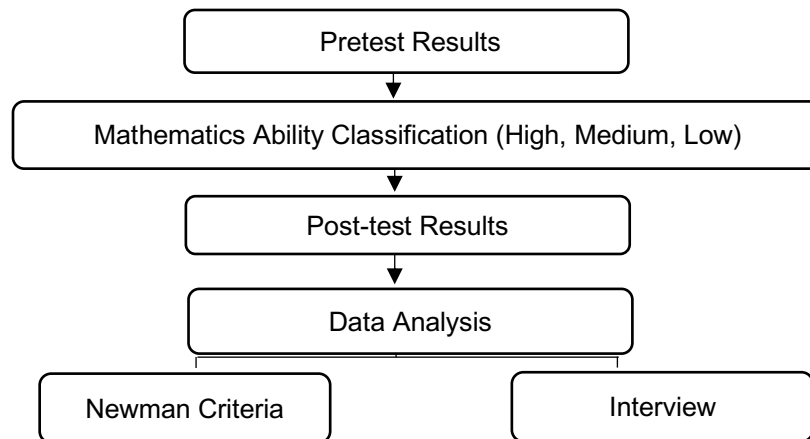 Pretest Results
Mathematics Ability Classification (High, Medium, Low)
Post-test Results
Data Analysis
Newman Criteria
Interview